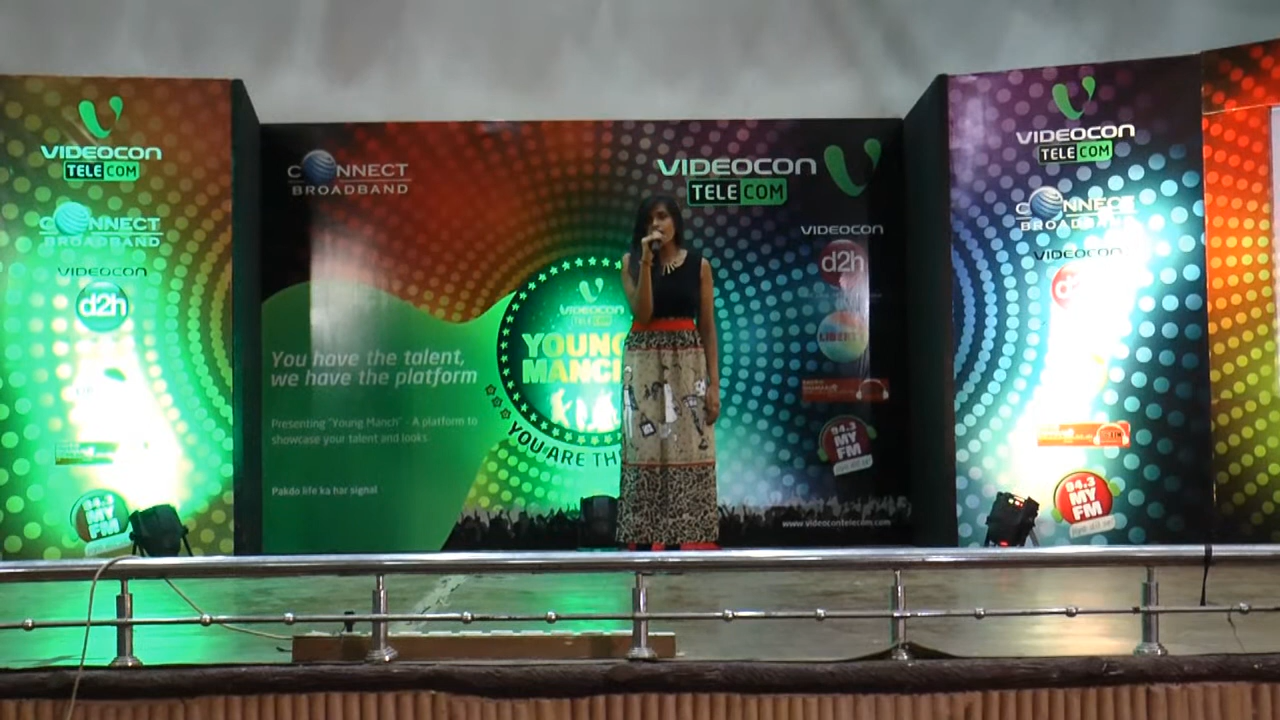 VIDEOCON
TELECOM
CONNECT
BROADBAND
VIDEOCON
d2h
94.3
MY
FM
CONNECT
BROADBAND
VIDEOCON
TELECOM
VIDEOCON
d2h
LIBERTY
94.3
MY FM
VIDEOCON
TELECOM
YOUNG
MANCH
YOU ARE TH
You have the talent,
we have the platform
Presenting "Young Manch" - A platform to
showcase your talent and looks.
Pakdo life ka har signal
www.videocontelecom.com
VIDEOCON
TELECOM
CONNECT
BROADBAND
VIDEOCON
94.3
MY
FM